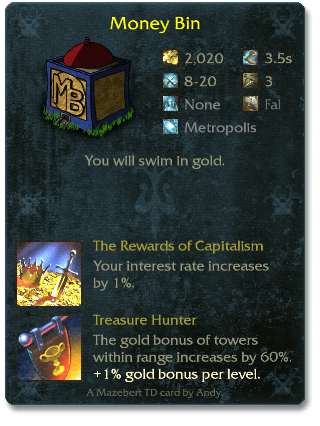 Money Bin
MB
2,020
3.5s
8-20
3
None
Fal
Metropolis
You will swim in gold.
The Rewards of Capitalism
Your interest rate increases
by 1%.
Treasure Hunter
The gold bonus of towers
within range increases by 60%.
+1% gold bonus per level.
A Mazebert TD card by Andy.